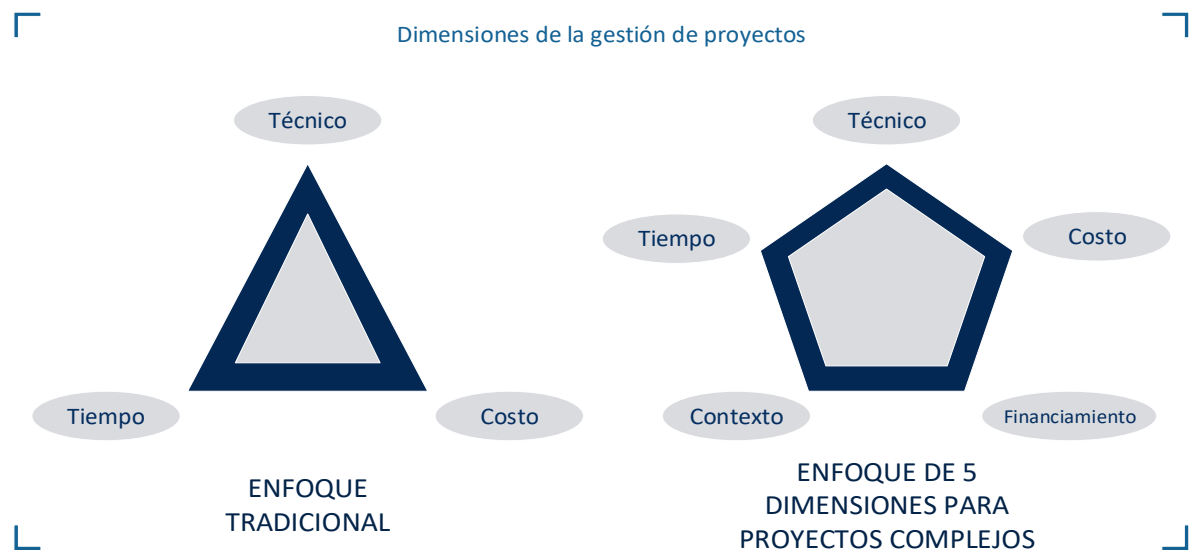 Dimensiones de la gestión de proyectos
Técnico
Tiempo
Costo
ENFOQUE
TRADICIONAL
Técnico
Tiempo
Costo
Contexto
Financiamiento
ENFOQUE DE 5
DIMENSIONES PARA
PROYECTOS COMPLEJOS